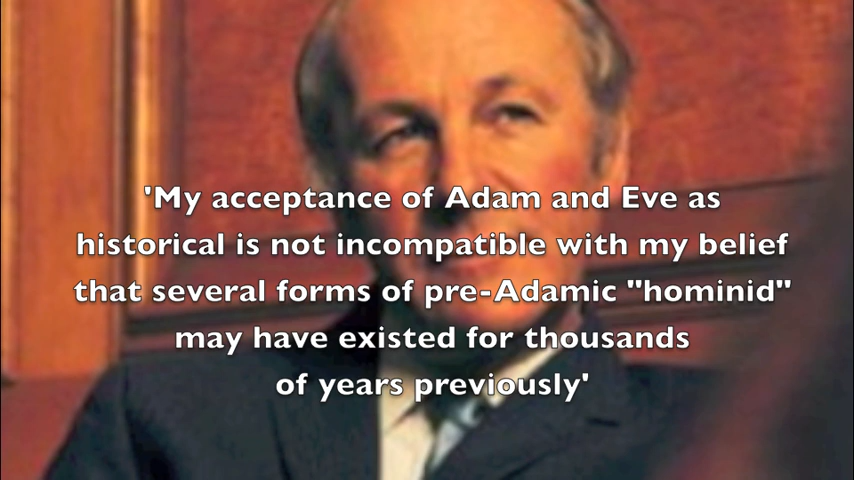 'My acceptance of Adam and Eve as
historical is not incompatible with my belief
that several forms of pre-Adamic "hominid"
may have existed for thousands
of years previously'